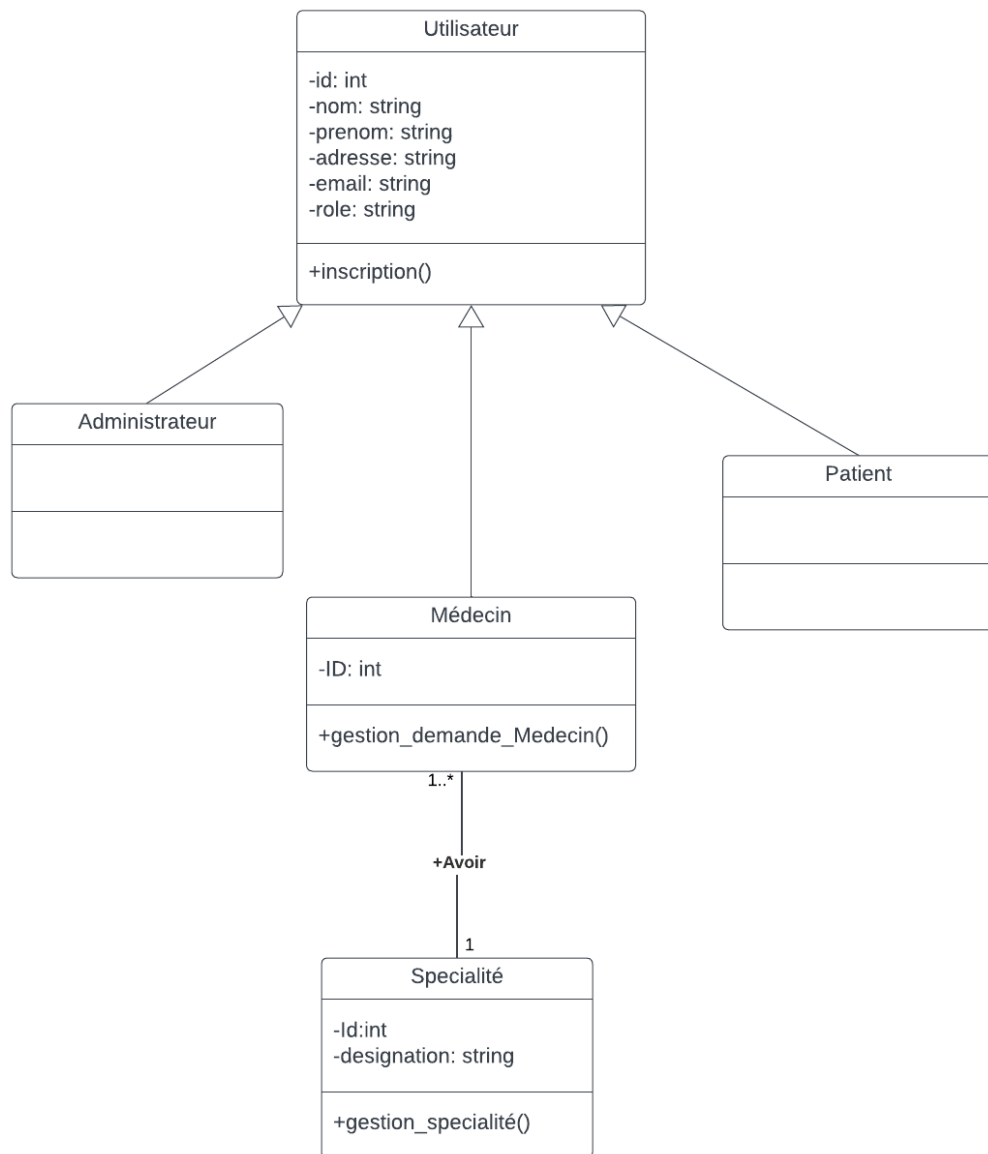 Utilisateur
-id: int
-nom: string
-prenom: string
-adresse: string
-email: string
-role: string
+inscription()
Administrateur
Patient
Médecin
-ID: int
+gestion_demande_Medecin()
1..*
+Avoir
1
Specialité
-Id:int
-designation: string
+gestion_specialité()